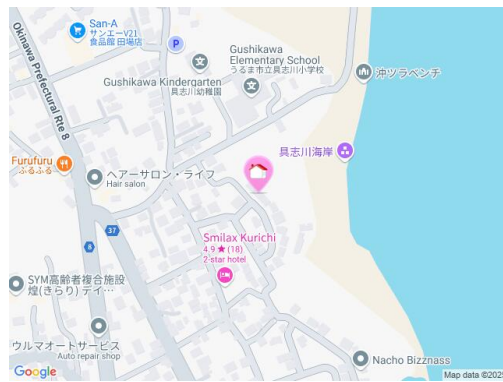 San-A
サンエーV21
食品館 田場店
P
Gushikawa
Elementary School
うるま市立具志川小学校
Gushikawa Kindergarten
具志川幼稚園
沖ツラベンチ
Okinawa Prefectural Rte 8
具志川海岸
Furufuru
ふるふる
ヘアーサロン・ライフ
Hair salon
37
8
Smilax Kurichi
4.9 ★ (18)
2-star hotel
SYM高齢者複合施設
煌(きらり) デイ…
ウルマオートサービス
Auto repair shop
Nacho Bizznass
Google
Map data ©2025